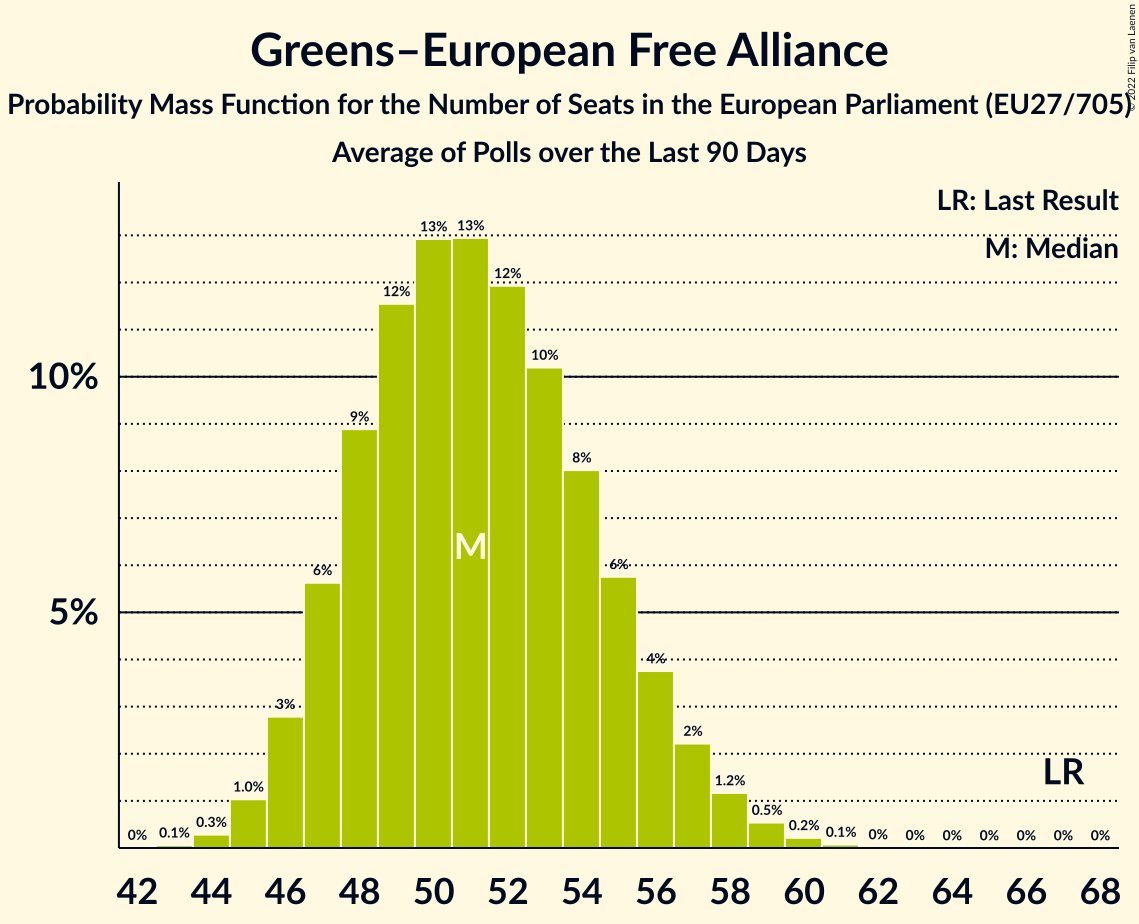 Greens–European Free Alliance
Probability Mass Function for the Number of Seats in the European Parliament (EU27/705)
Average of Polls over the Last 90 Days
© 2022 Filip van Laenen
LR: Last Result
M: Median
13% 13%
12% 12%
10%
10%
9%
8%
M
6% 6%
5%
4%
3%
2%
LR
1.0% 1.2%
0% 0.1% 0.3% 0.5% 0.2% 0.1% 0% 0% 0% 0% 0% 0% 0%
42 44 46 48 50 52 54 56 58 60 62 64 66 68